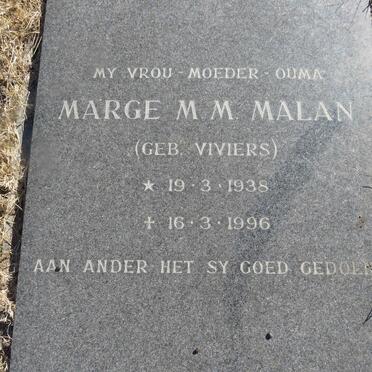 MY VROU - MOEDER - OUMA
MARGE M. M. MALAN
(GEB. VIVIERS)
★ 19 · 3 · 1938
✝ 16 · 3 · 1996
AAN ANDER HET SY GOED GEDOEN